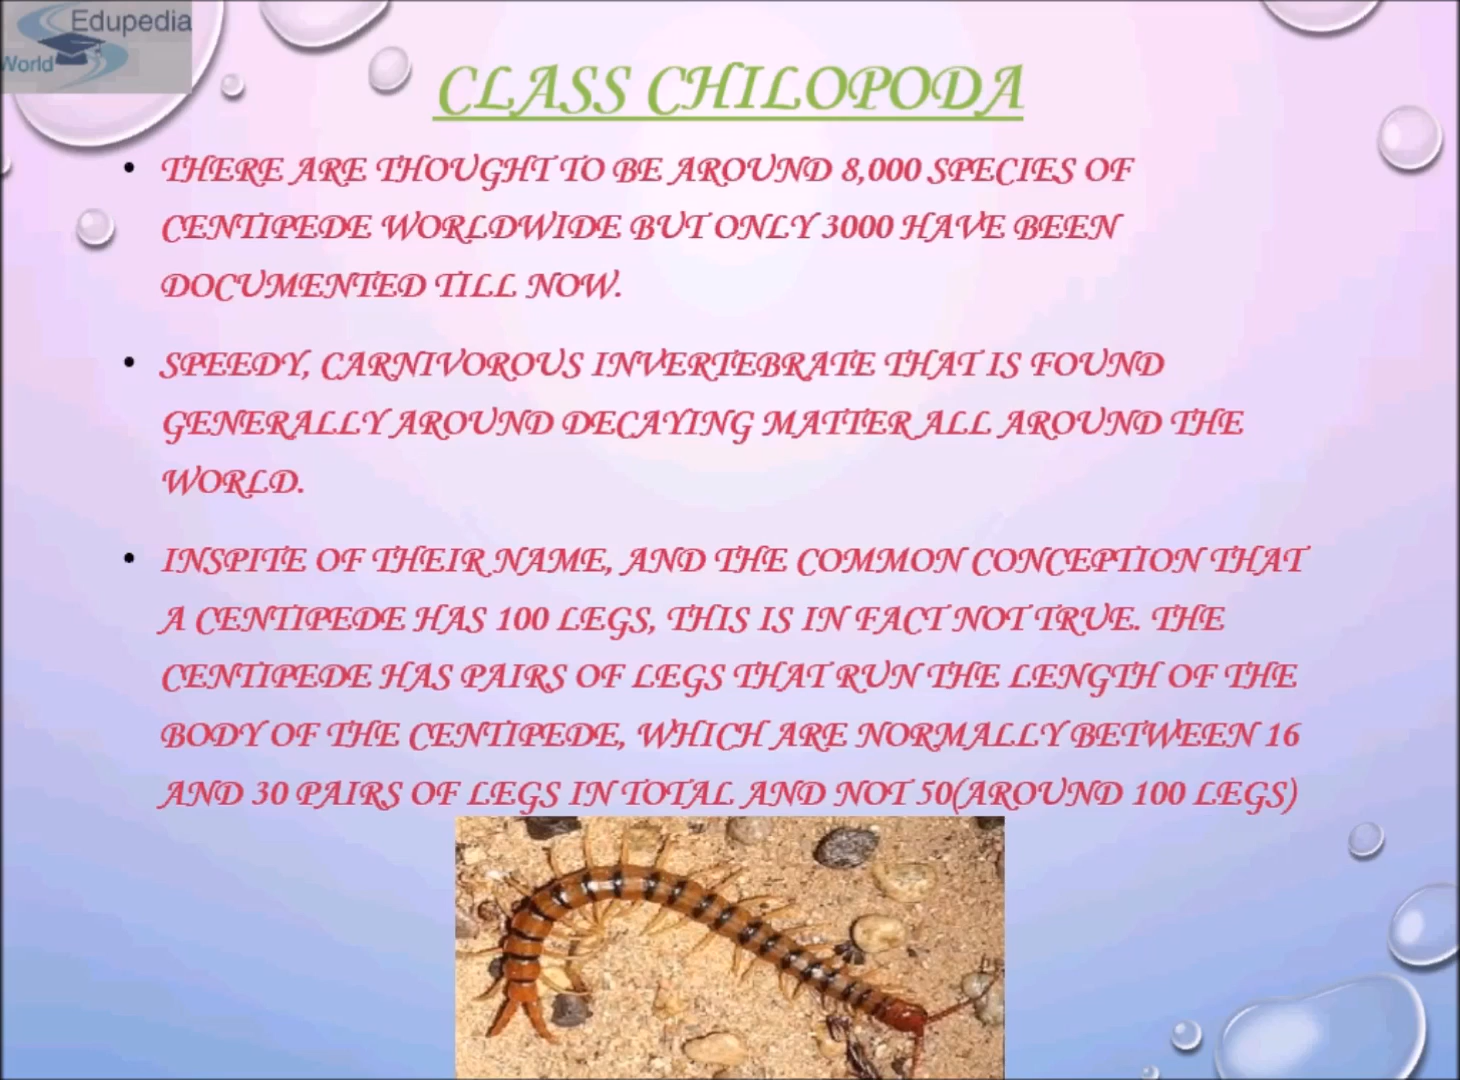 Edupedia
World
CLASS CHILOPODA
• THERE ARE THOUGHT TO BE AROUND 8,000 SPECIES OF
CENTIPEDE WORLDWIDE BUT ONLY 3000 HAVE BEEN
DOCUMENTED TILL NOW.
• SPEEDY, CARNIVOROUS INVERTEBRATE THAT IS FOUND
GENERALLY AROUND DECAYING MATTER ALL AROUND THE
WORLD.
• INSPITE OF THEIR NAME, AND THE COMMON CONCEPTION THAT
A CENTIPEDE HAS 100 LEGS, THIS IS IN FACT NOT TRUE. THE
CENTIPEDE HAS PAIRS OF LEGS THAT RUN THE LENGTH OF THE
BODY OF THE CENTIPEDE, WHICH ARE NORMALLY BETWEEN 16
AND 30 PAIRS OF LEGS IN TOTAL AND NOT 50(AROUND 100 LEGS)